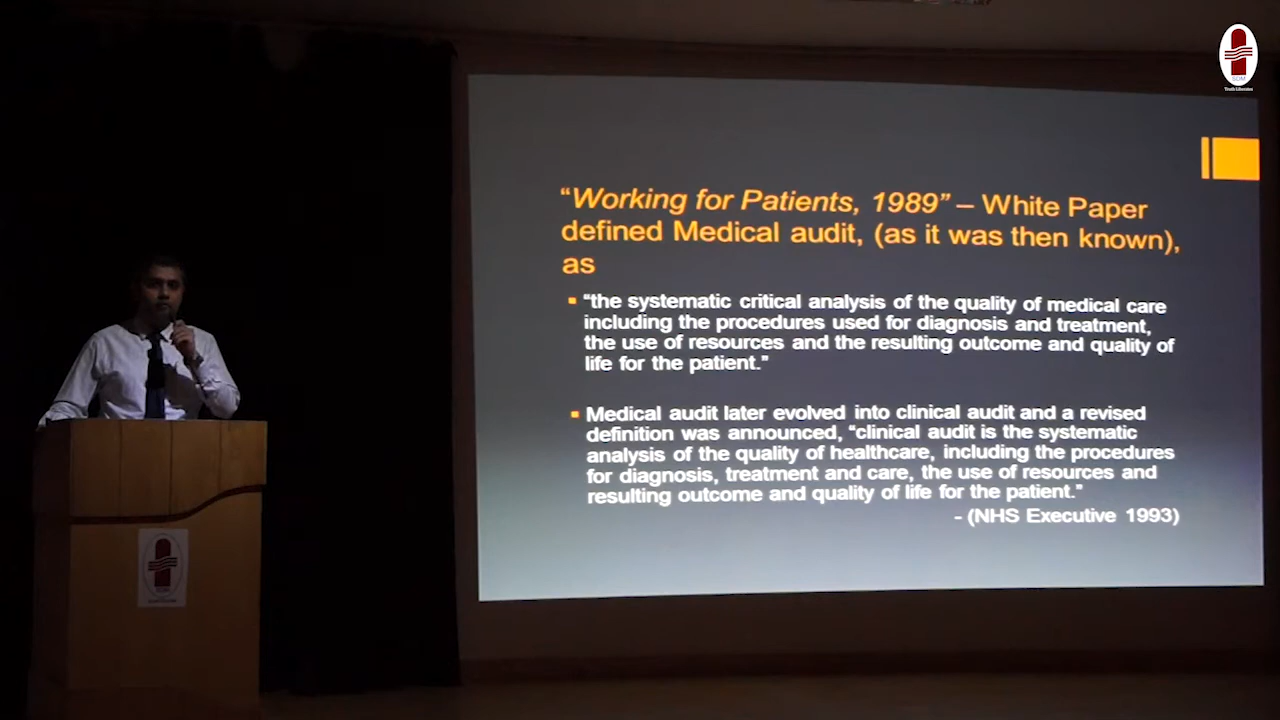 SOM
Truth Liberates
“Working for Patients, 1989” – White Paper
defined Medical audit, (as it was then known),
as
“the systematic critical analysis of the quality of medical care
including the procedures used for diagnosis and treatment,
the use of resources and the resulting outcome and quality of
life for the patient.”
Medical audit later evolved into clinical audit and a revised
definition was announced, “clinical audit is the systematic
analysis of the quality of healthcare, including the procedures
for diagnosis, treatment and care, the use of resources and
resulting outcome and quality of life for the patient.”
- (NHS Executive 1993)